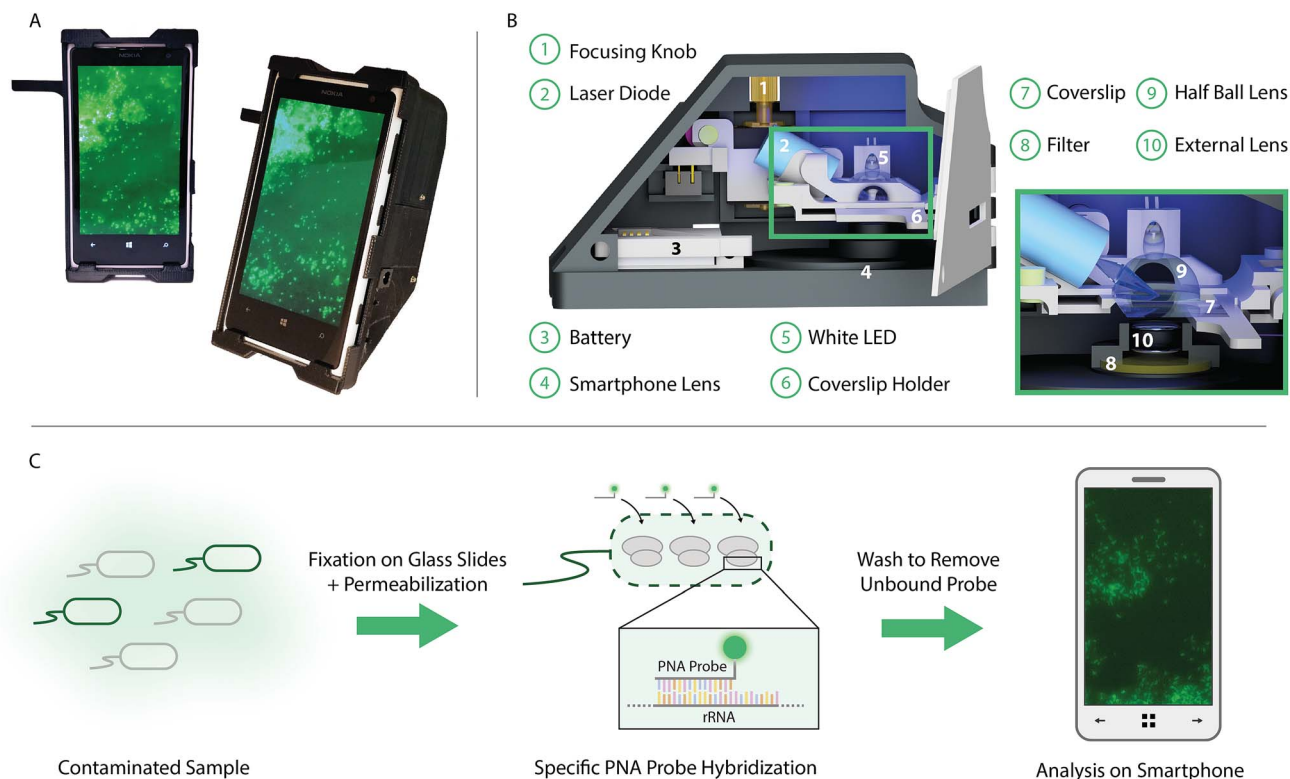 A
NOKIA
NOKIA
B
1 Focusing Knob
2 Laser Diode
1
2
5
6
3
4
7 Coverslip
9 Half Ball Lens
8 Filter
10 External Lens
9
7
10
8
3 Battery
5 White LED
4 Smartphone Lens
6 Coverslip Holder
C
Fixation on Glass Slides
+ Permeabilization
Wash to Remove
Unbound Probe
PNA Probe
rRNA
Contaminated Sample
Specific PNA Probe Hybridization
Analysis on Smartphone